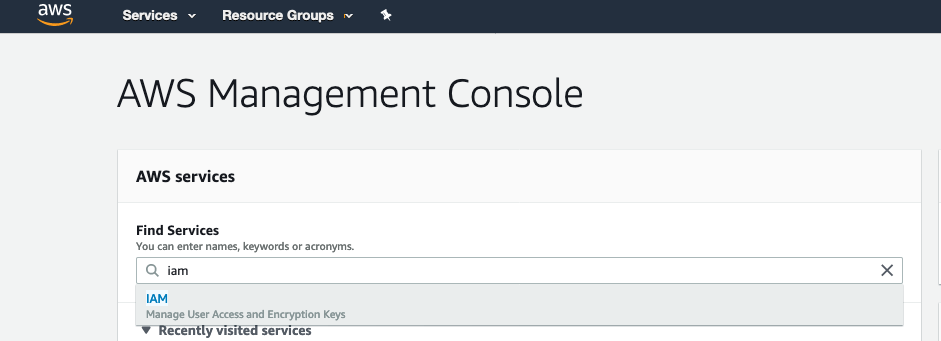 aws Services Resource Groups
AWS Management Console
AWS services
Find Services
You can enter names, keywords or acronyms.
iam
IAM
Manage User Access and Encryption Keys
Recently visited services